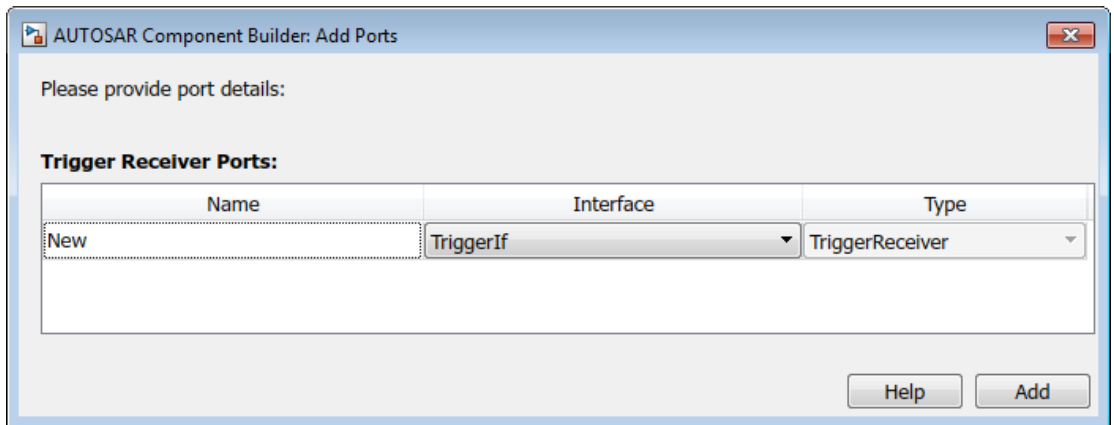 AUTOSAR Component Builder: Add Ports
Please provide port details:
Trigger Receiver Ports:
Name Interface Type
New TriggerIf TriggerReceiver
Help Add